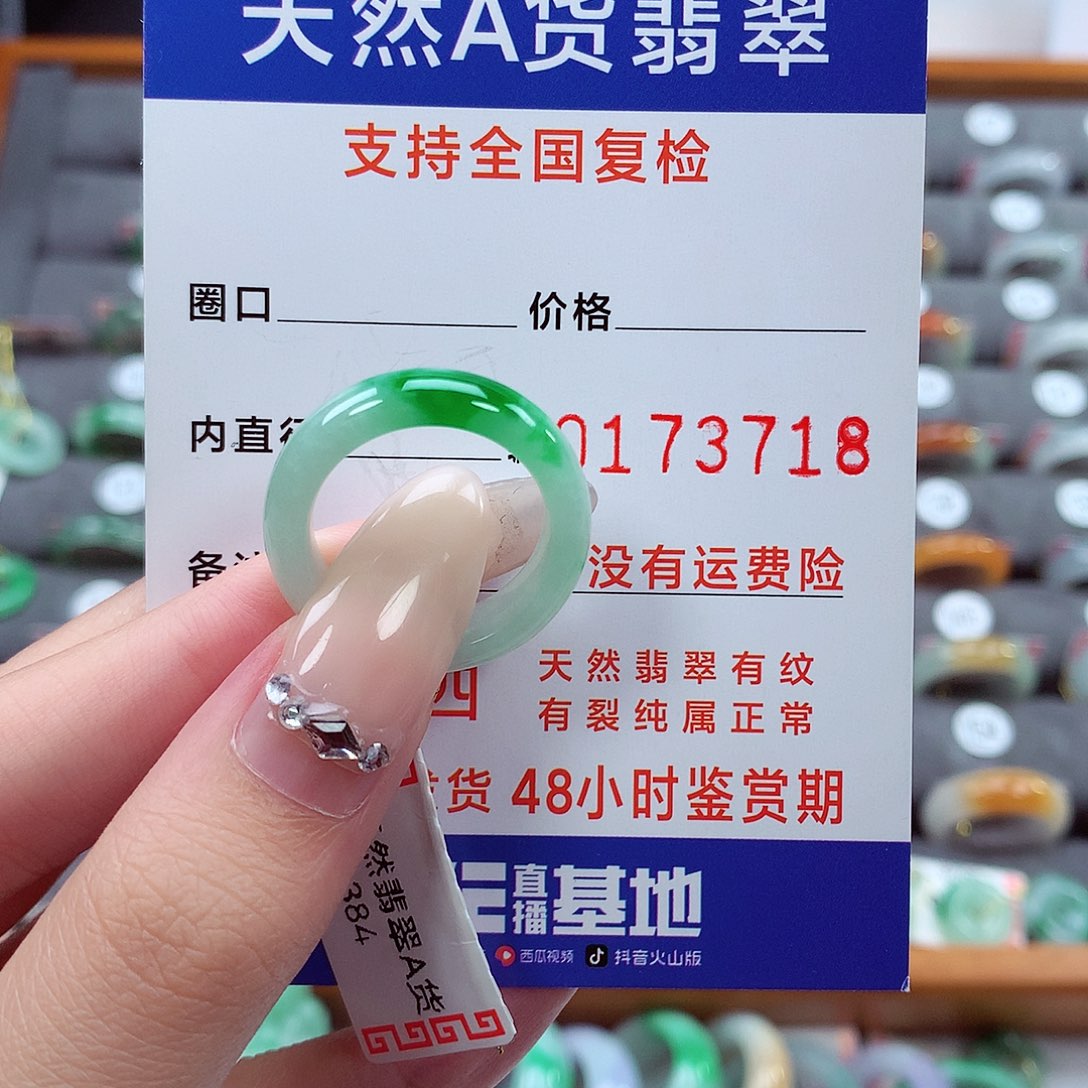 天然A货翡翠
支持全国复检
圈口 价格
内直 0173718
备 没有运费险
四 天然翡翠有纹
有裂纯属正常
货 48小时鉴赏期
直播基地
西瓜视频 抖音火山版
然翡翠A货
384